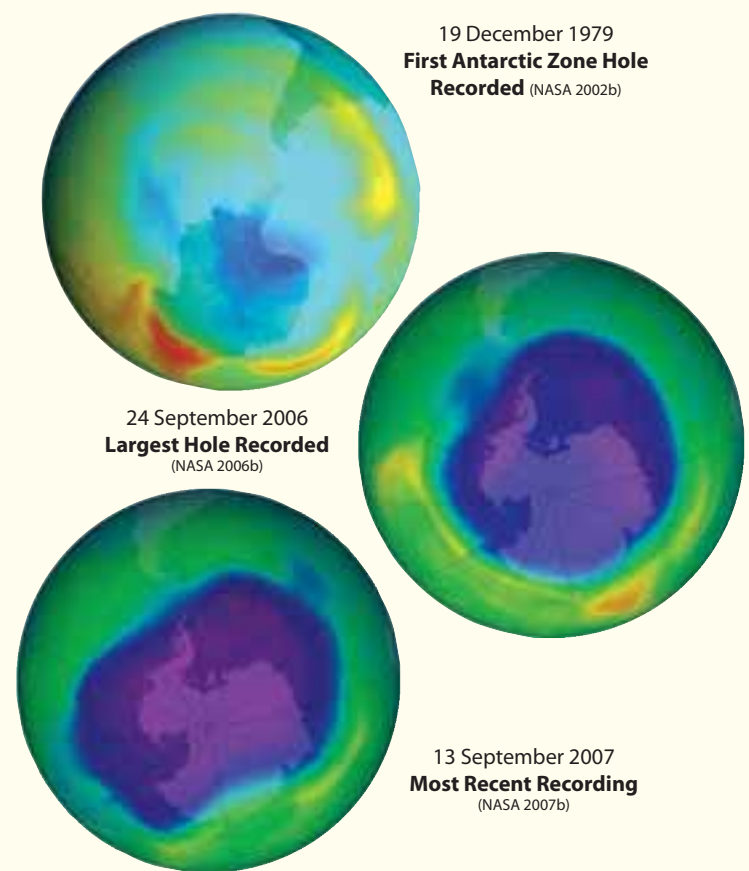 19 December 1979
First Antarctic Zone Hole
Recorded (NASA 2002b)
24 September 2006
Largest Hole Recorded
(NASA 2006b)
13 September 2007
Most Recent Recording
(NASA 2007b)